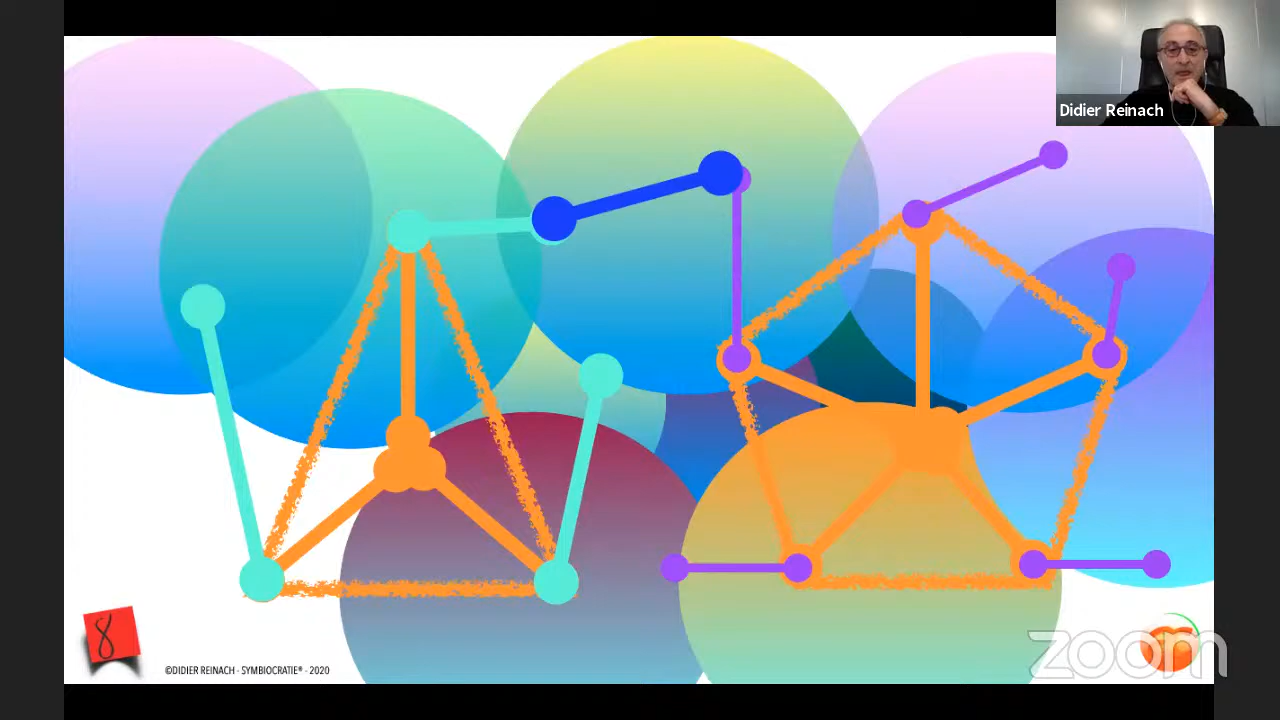 Didier Reinach
8
©DIDIER REINACH - SYMBIOCRATIE® - 2020
zoom